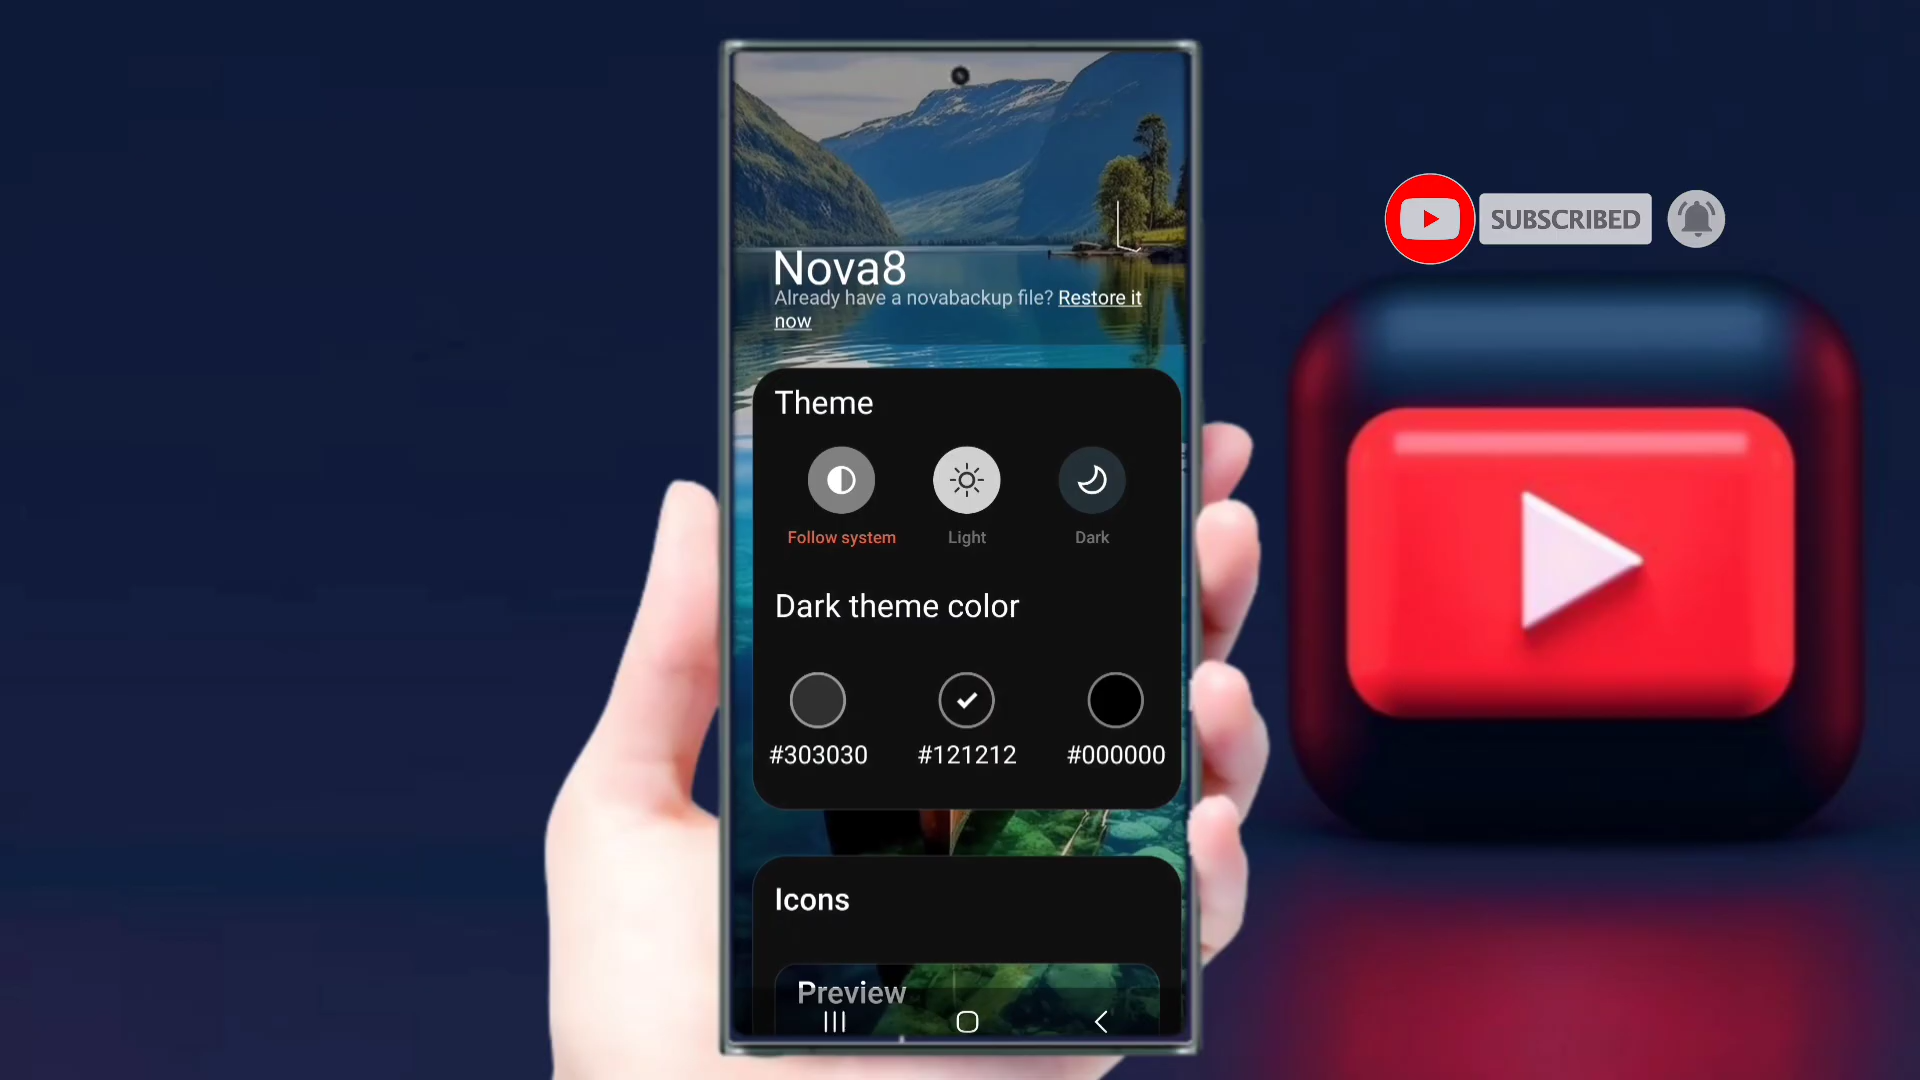 SUBSCRIBED
Nova8
Already have a novabackup file? Restore it
now
Theme
Follow system
Light
Dark
Dark theme color
#303030
#121212
#000000
Icons
Preview